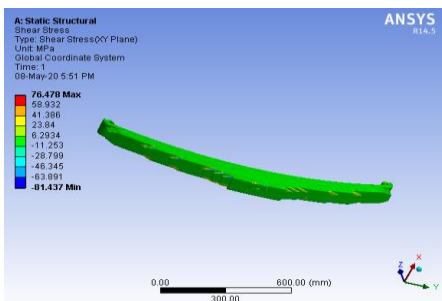 A: Static Structural
Shear Stress
Type: Shear Stress(XY Plane)
Unit: MPa
Global Coordinate System
Time: 1
08-May-20 5:51 PM
ANSYS
R14.5
76.478 Max
58.932
41.386
23.84
6.2934
-11.253
-28.799
-46.345
-63.891
-81.437 Min
0.00
600.00 (mm)
300.00
X
Z
Y